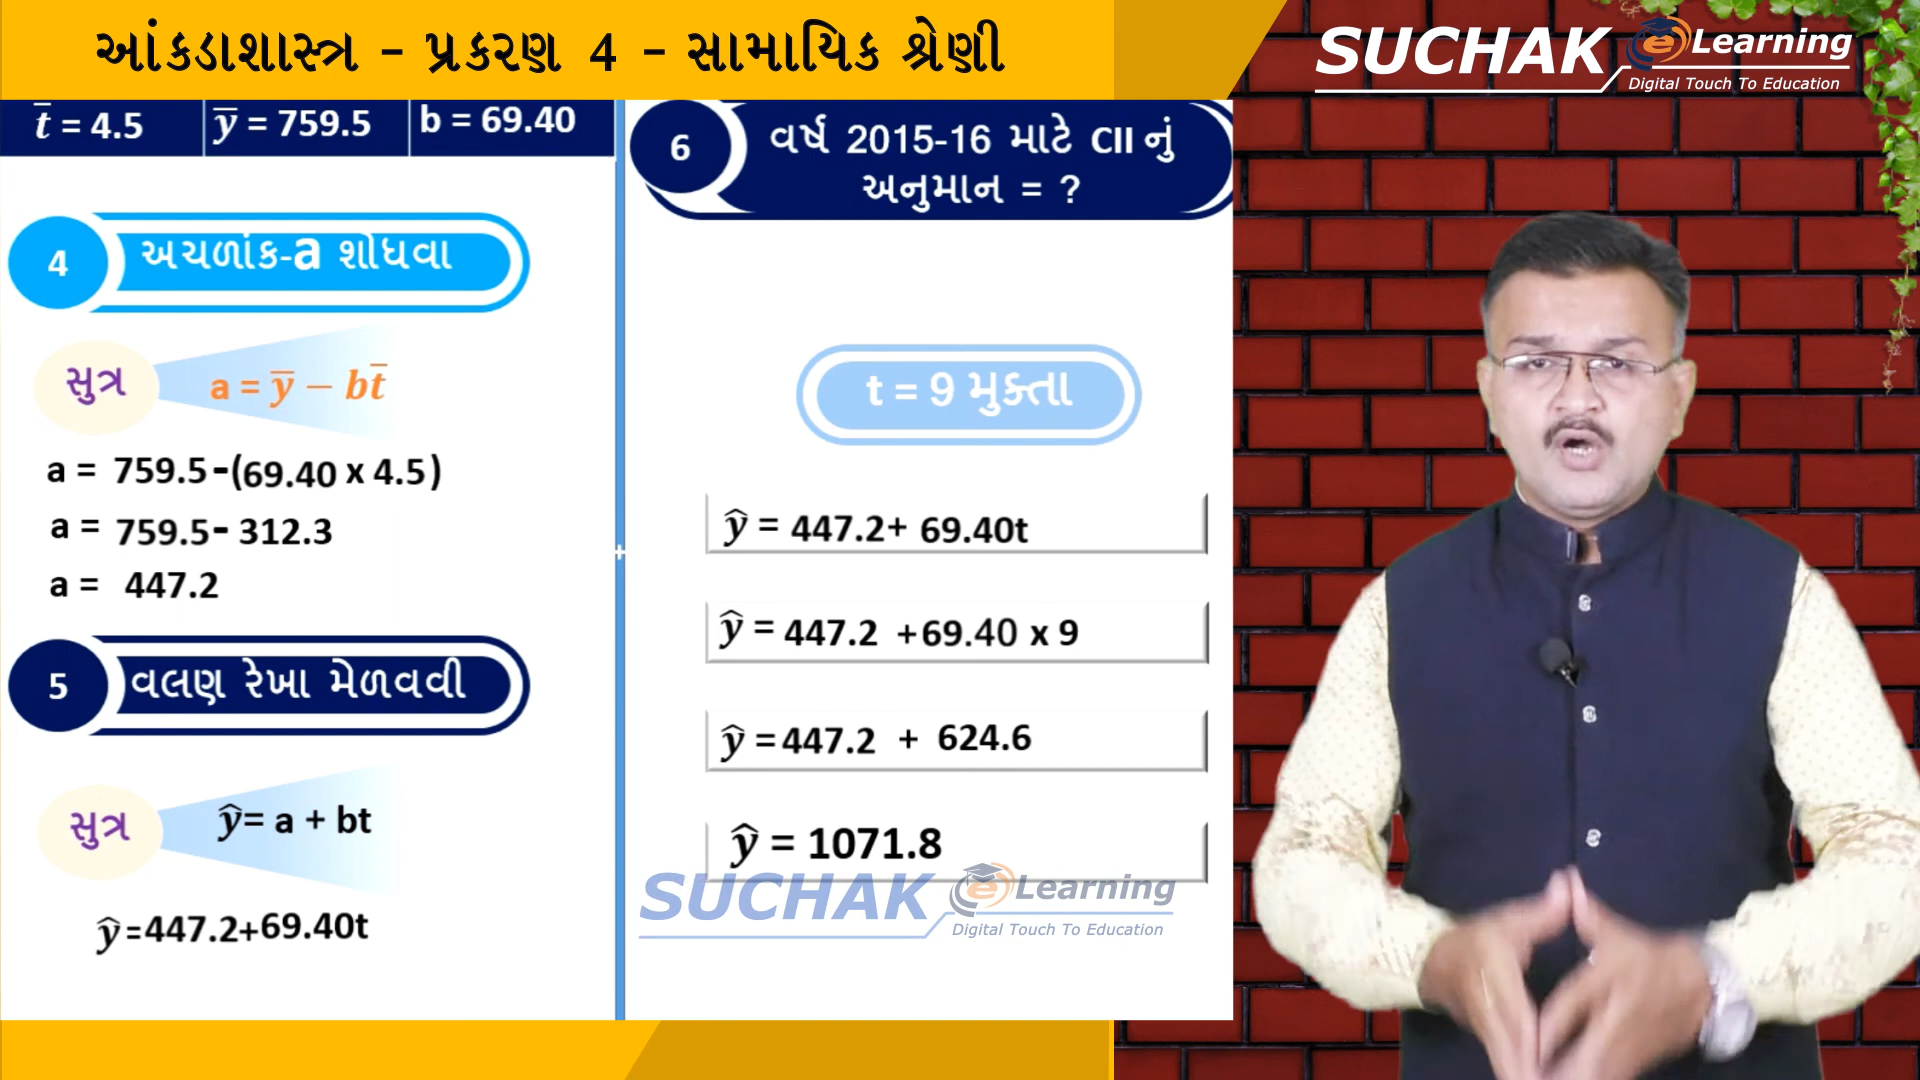 આંકડાશાસ્ત્ર - પ્રકરણ 4 - સામાયિક શ્રેણી
SUCHAK e Learning
Digital Touch To Education
t̅ = 4.5
y̅ = 759.5
b = 69.40
4 અચળાંક-a શોધવા
સુત્ર a = y̅ − bt̅
a = 759.5-(69.40 x 4.5)
a = 759.5- 312.3
a = 447.2
5 વલણ રેખા મેળવવી
સુત્ર ŷ= a + bt
ŷ=447.2+69.40t
6 વર્ષ 2015-16 માટે CII નું
અનુમાન = ?
t = 9 મુક્તા
ŷ = 447.2+ 69.40t
ŷ = 447.2 +69.40 x 9
ŷ =447.2 + 624.6
ŷ = 1071.8
SUCHAK e Learning
Digital Touch To Education